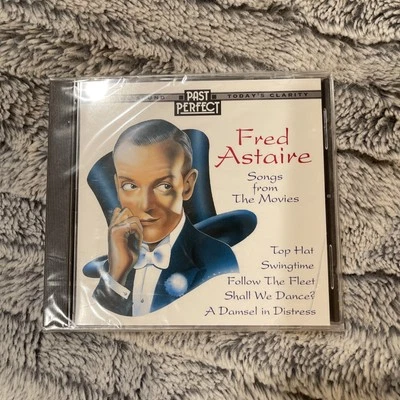 PAST
PERFECT
TODAY'S CLARITY
Fred
Astaire
Songs
from
The Movies
Top Hat
Swingtime
Follow The Fleet
Shall We Dance?
A Damsel in Distress